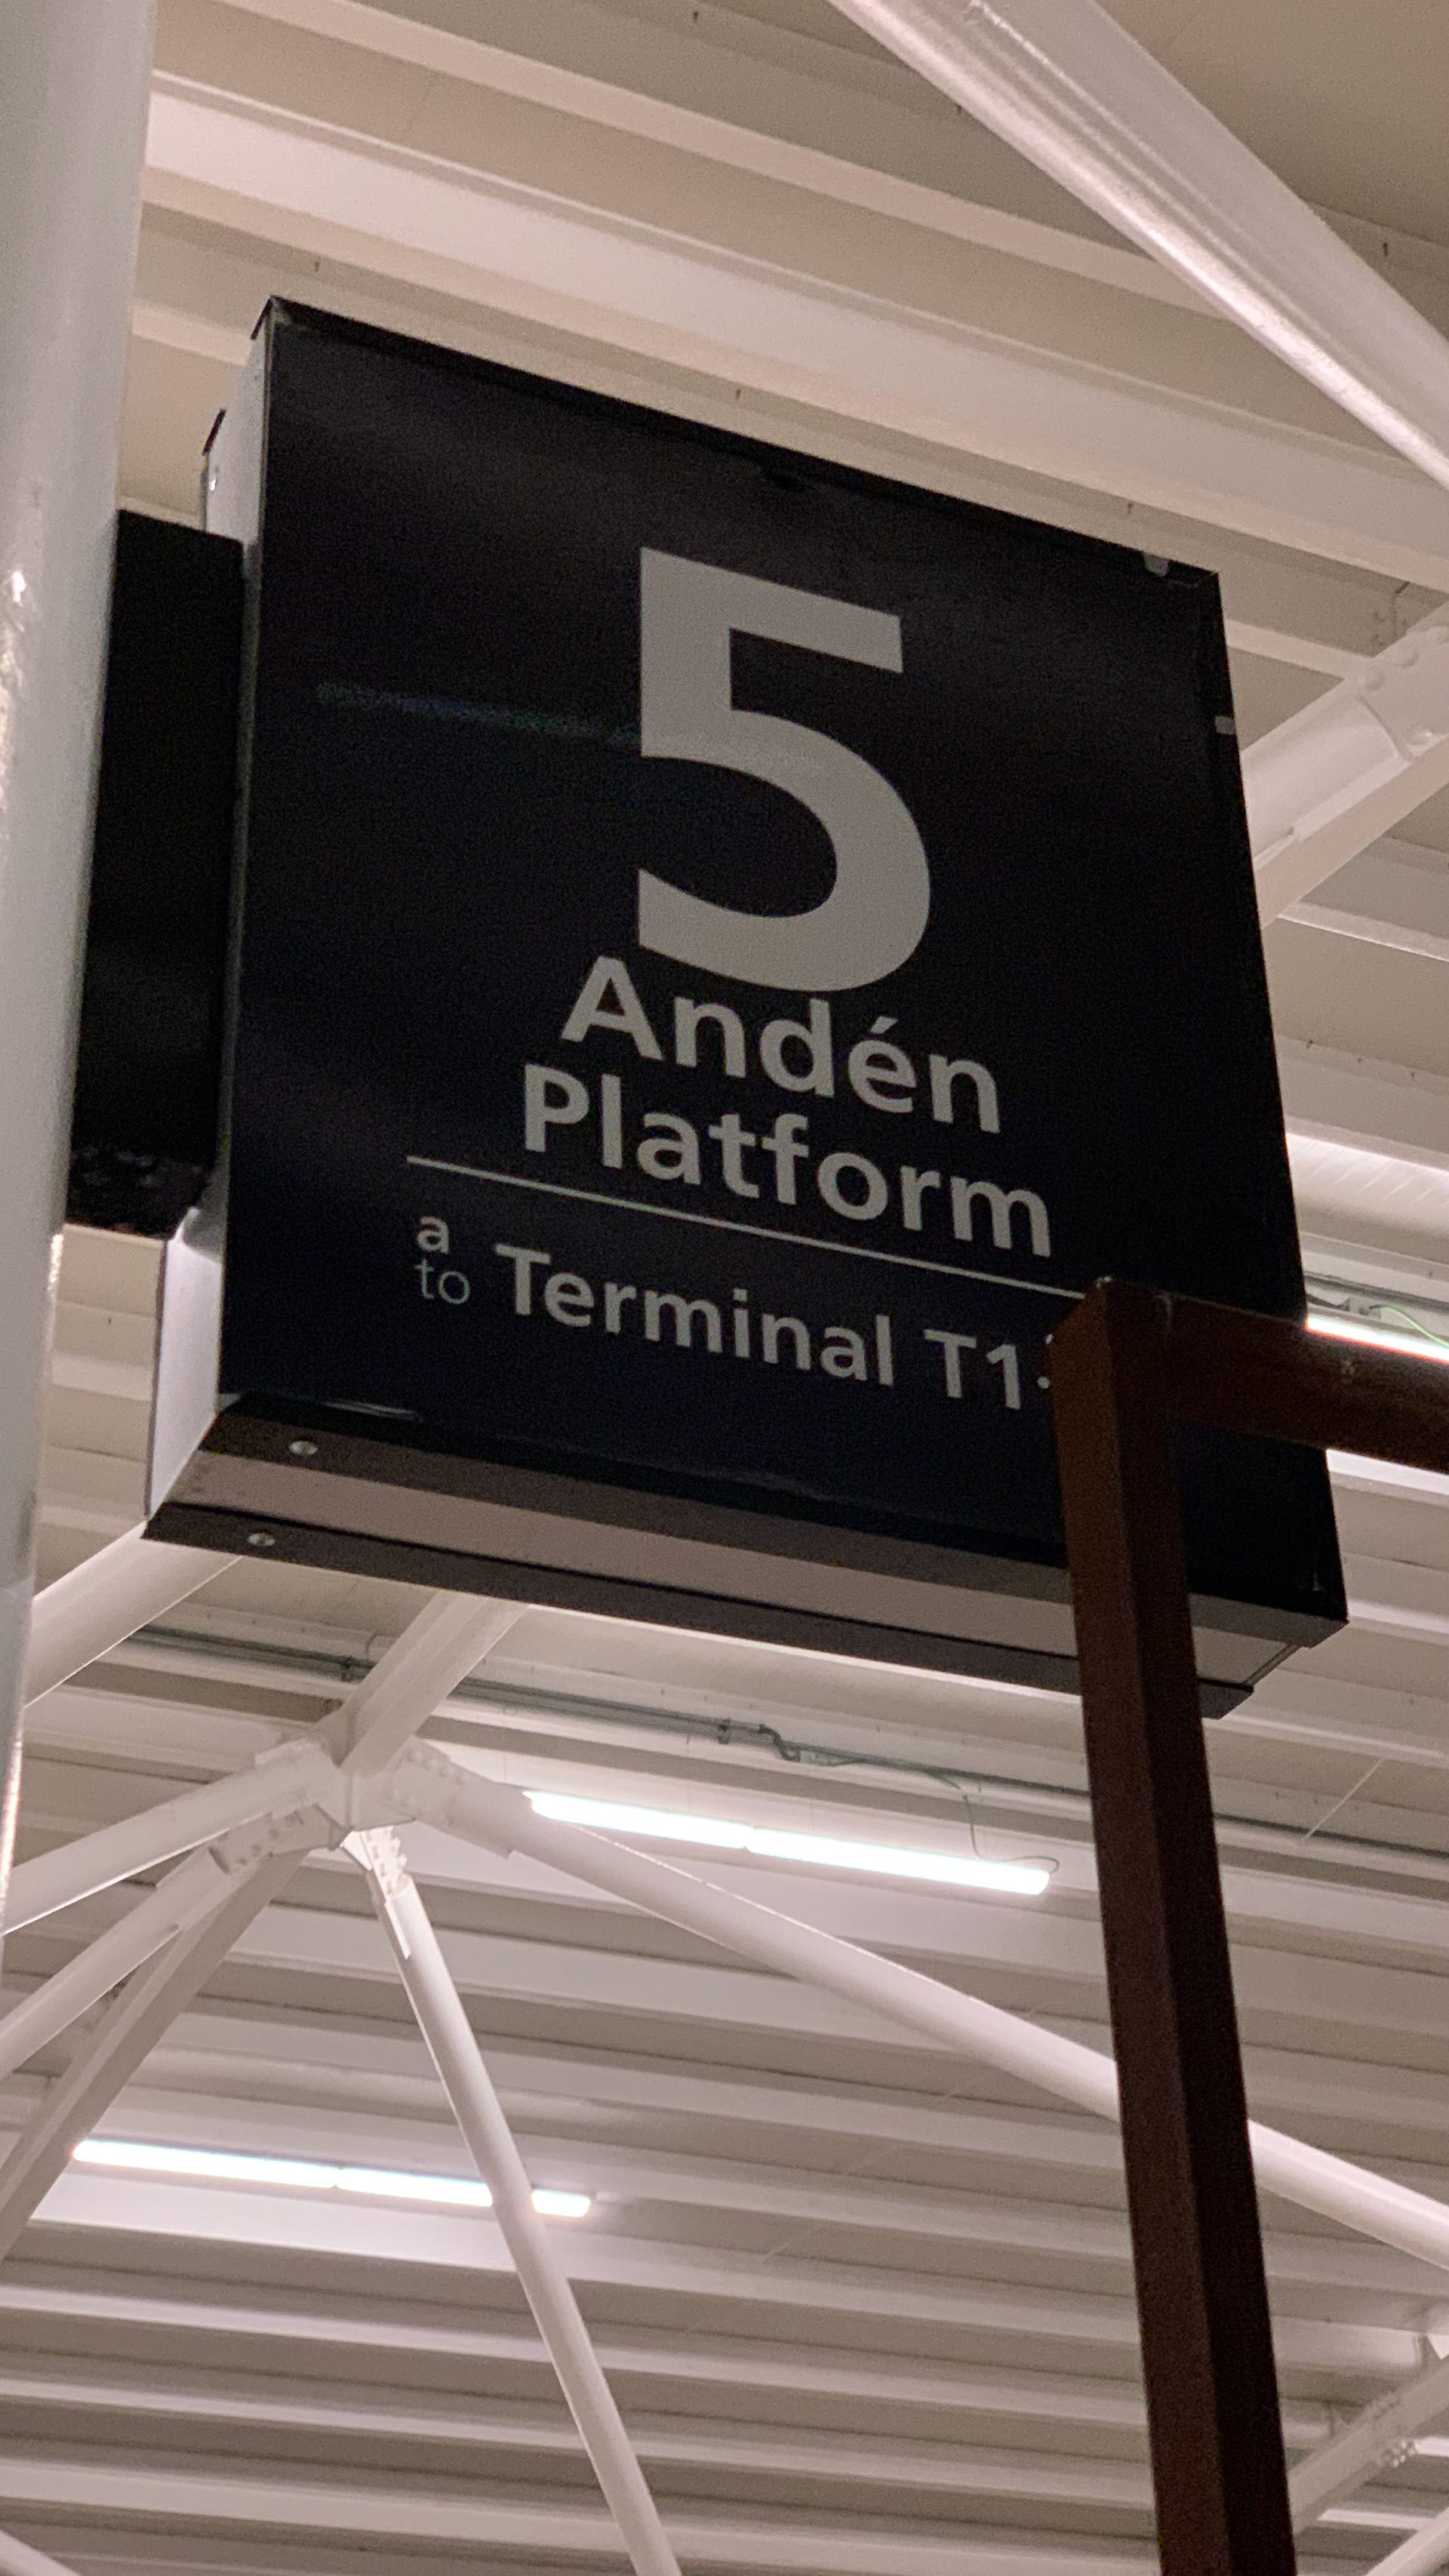 5
Andén
Platform
a
to Terminal T1